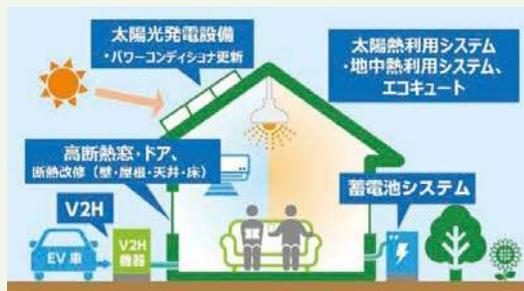 太陽光発電設備
・パワーコンディショナ更新
太陽熱利用システム
・地中熱利用システム、
エコキュート
高断熱窓・ドア、
断熱改修（壁・屋根・天井・床）
V2H
蓄電池システム
EV車
V2H
機器